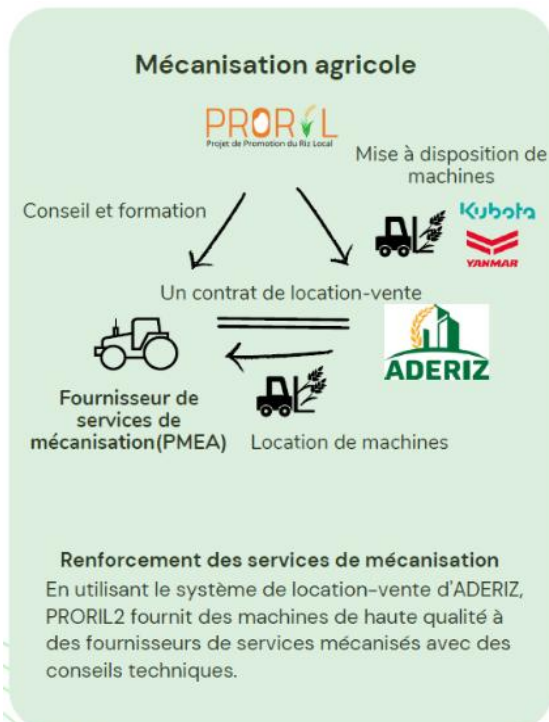 Mécanisation agricole
PRORIL
Projet de Promotion du Riz Local
Mise à disposition de
machines
Kubota
YANMAR
Conseil et formation
Un contrat de location-vente
ADERIZ
Fournisseur de
services de
mécanisation(PMEA)
Location de machines
Renforcement des services de mécanisation
En utilisant le système de location-vente d'ADERIZ,
PRORIL2 fournit des machines de haute qualité à
des fournisseurs de services mécanisés avec des
conseils techniques.